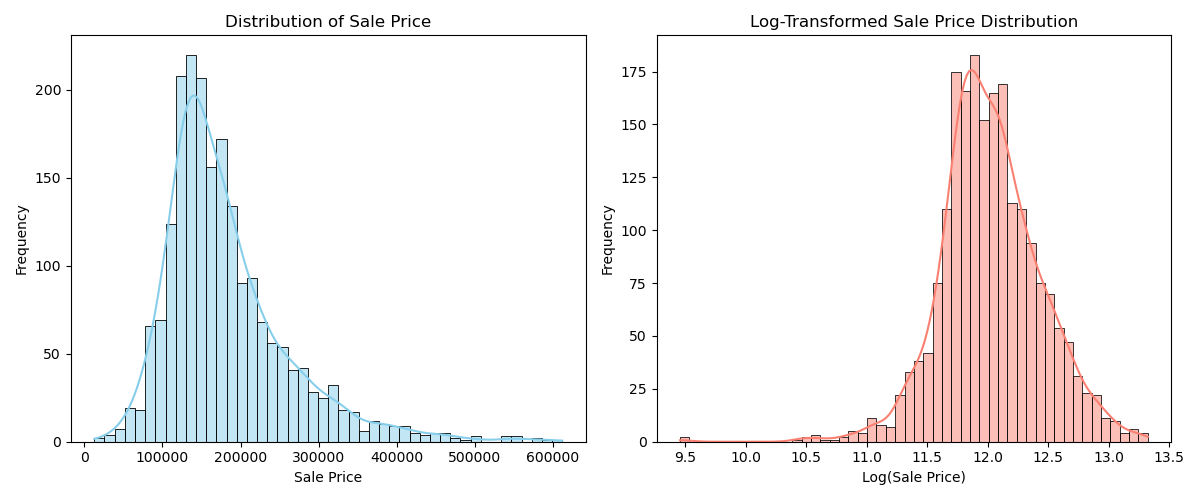 Distribution of Sale Price
Frequency
200
150
100
50
0
0 100000 200000 300000 400000 500000 600000
Sale Price
Log-Transformed Sale Price Distribution
Frequency
175
150
125
100
75
50
25
0
9.5 10.0 10.5 11.0 11.5 12.0 12.5 13.0 13.5
Log(Sale Price)